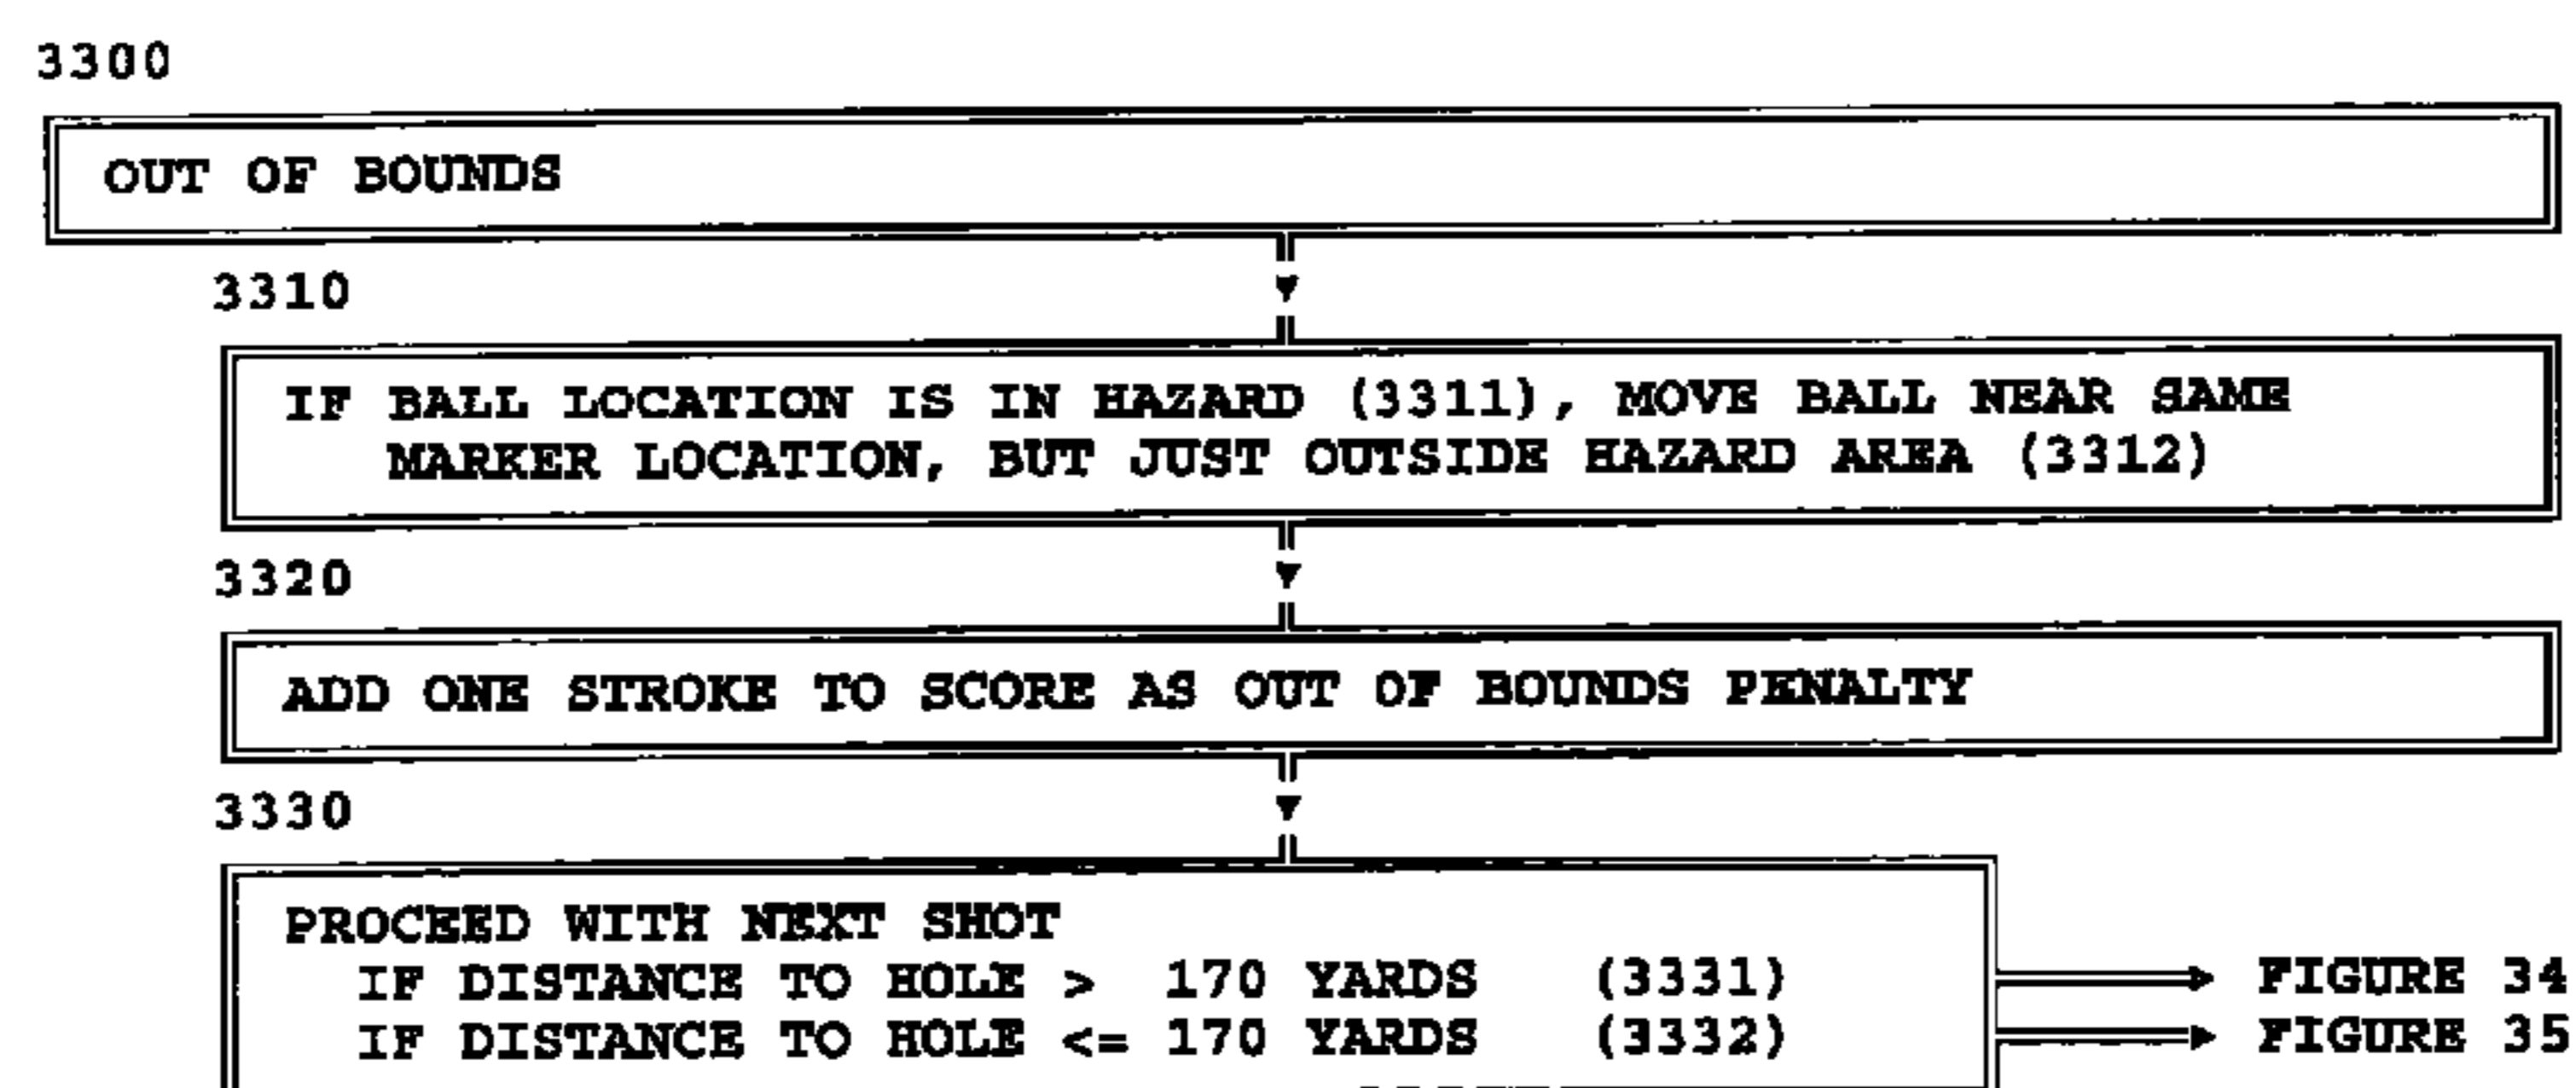 3300
OUT OF BOUNDS
3310
IF BALL LOCATION IS IN HAZARD (3311), MOVE BALL NEAR SAME
MARKER LOCATION, BUT JUST OUTSIDE HAZARD AREA (3312)
3320
ADD ONE STROKE TO SCORE AS OUT OF BOUNDS PENALTY
3330
PROCEED WITH NEXT SHOT
IF DISTANCE TO HOLE > 170 YARDS (3331) FIGURE 34
IF DISTANCE TO HOLE <= 170 YARDS (3332) FIGURE 35